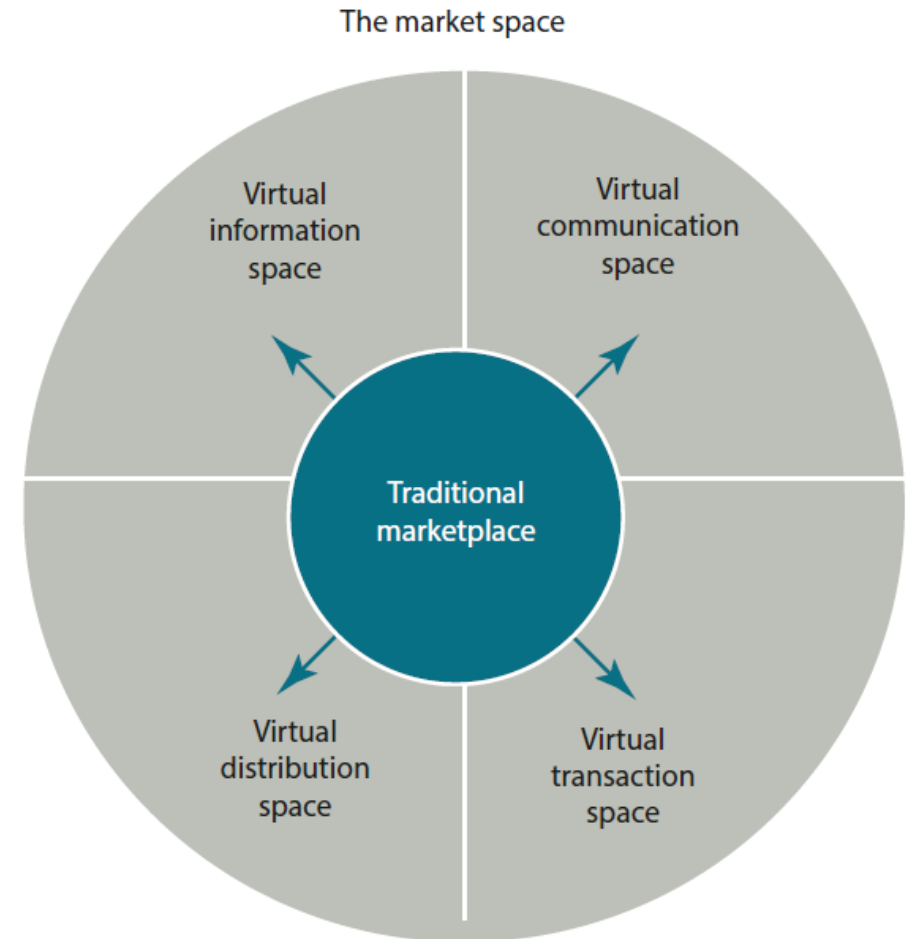 The market space
Virtual
information
space
Virtual
communication
space
Traditional
marketplace
Virtual
distribution
space
Virtual
transaction
space